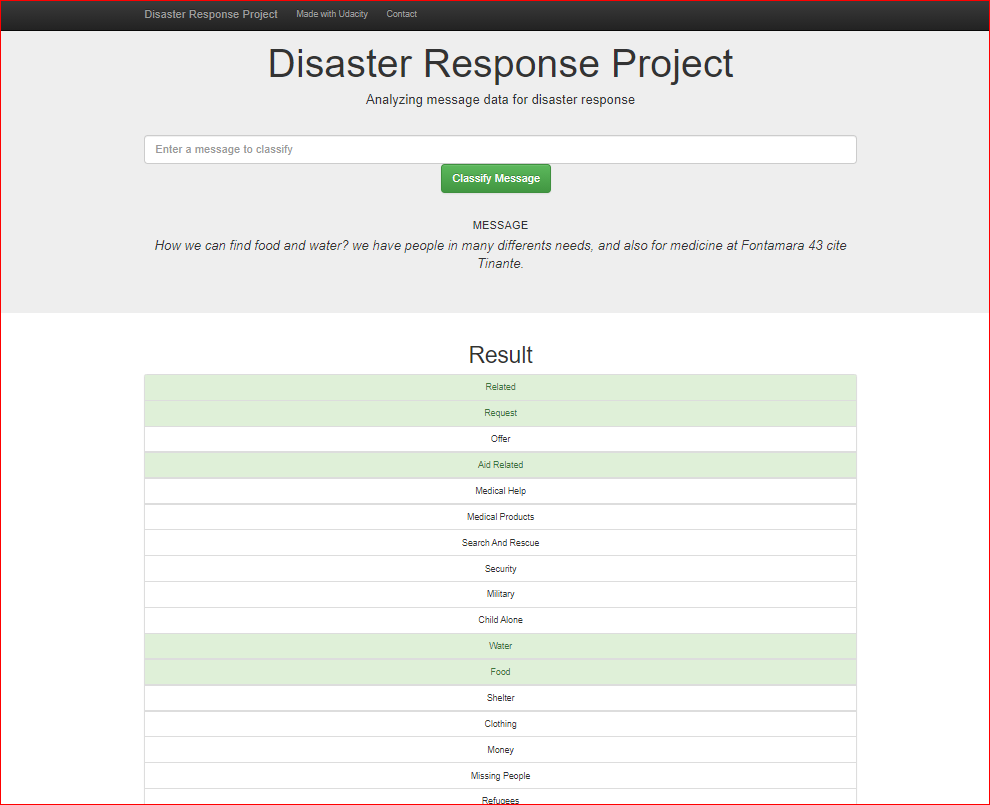 Disaster Response Project Made with Udacity Contact
Disaster Response Project
Analyzing message data for disaster response
Enter a message to classify
Classify Message
MESSAGE
How we can find food and water? we have people in many differents needs, and also for medicine at Fontamara 43 cite
Tinante.
Result
Related
Request
Offer
Aid Related
Medical Help
Medical Products
Search And Rescue
Security
Military
Child Alone
Water
Food
Shelter
Clothing
Money
Missing People
Refugees